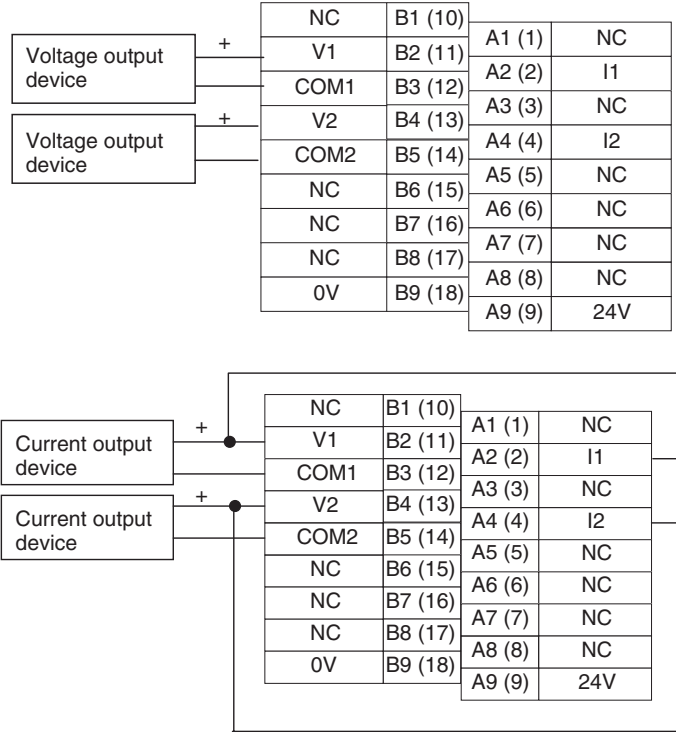 Voltage output
device
+
Voltage output
device
+
NC B1 (10)
V1 B2 (11)
COM1 B3 (12)
V2 B4 (13)
COM2 B5 (14)
NC B6 (15)
NC B7 (16)
NC B8 (17)
0V B9 (18)
A1 (1) NC
A2 (2) I1
A3 (3) NC
A4 (4) I2
A5 (5) NC
A6 (6) NC
A7 (7) NC
A8 (8) NC
A9 (9) 24V
Current output
device
+
Current output
device
+
NC B1 (10)
V1 B2 (11)
COM1 B3 (12)
V2 B4 (13)
COM2 B5 (14)
NC B6 (15)
NC B7 (16)
NC B8 (17)
0V B9 (18)
A1 (1) NC
A2 (2) I1
A3 (3) NC
A4 (4) I2
A5 (5) NC
A6 (6) NC
A7 (7) NC
A8 (8) NC
A9 (9) 24V